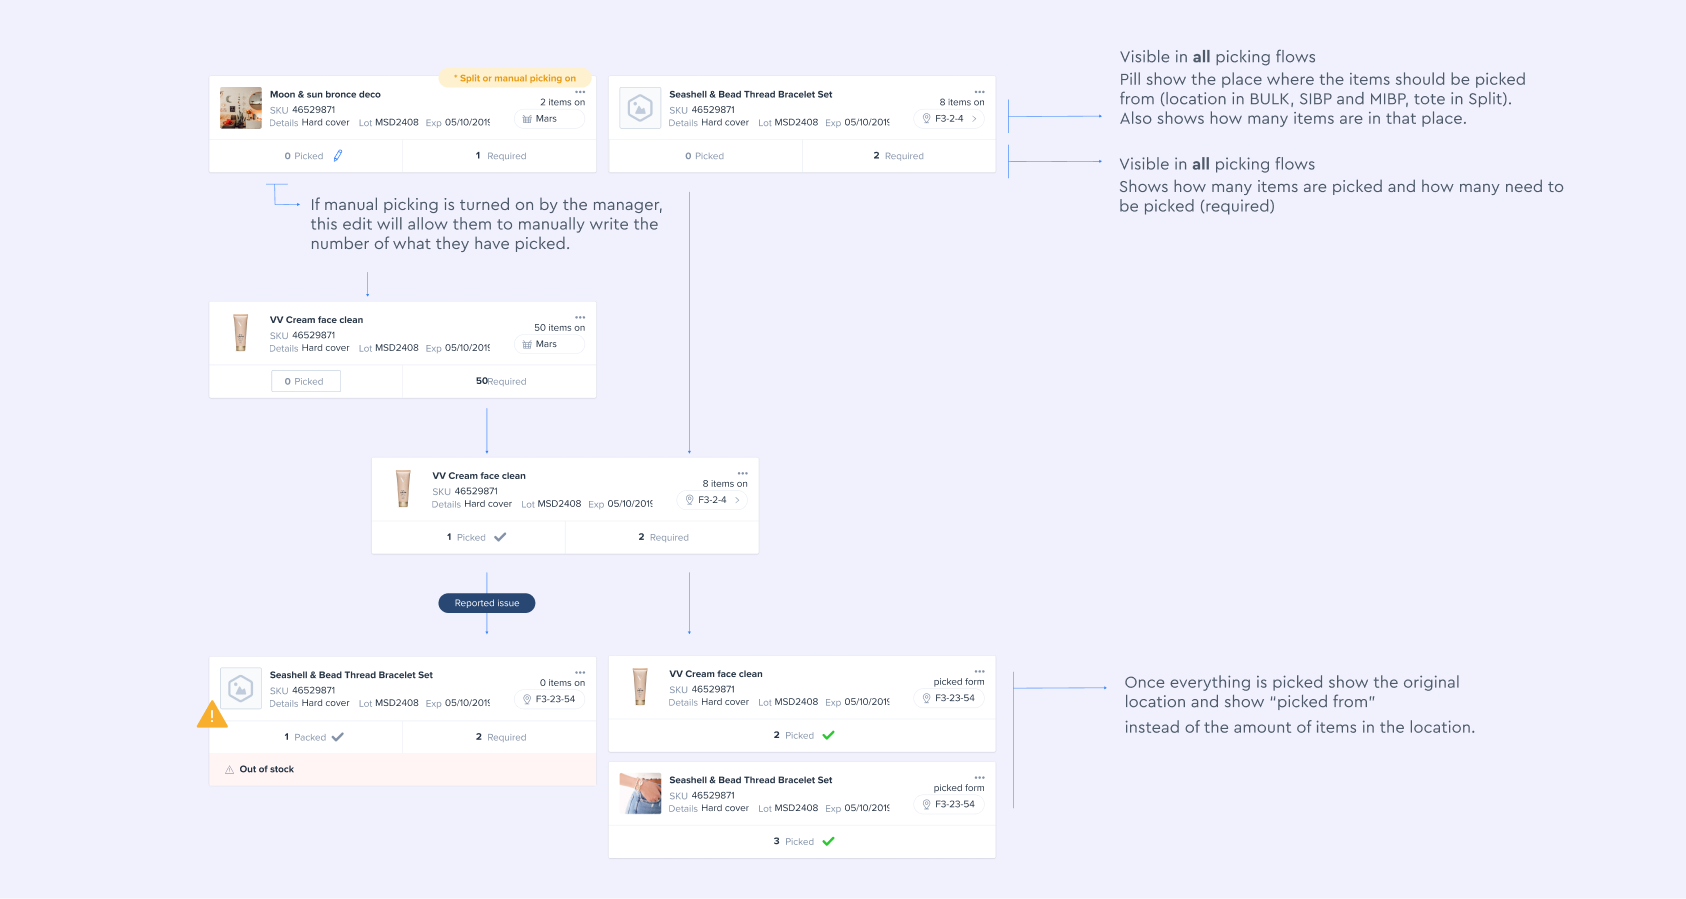 * Split or manual picking on
Moon & sun bronce deco
SKU 46529871
Details Hard cover Lot MSD2408 Exp 05/10/2019
2 items on
Mars
0 Picked
1 Required
Seashell & Bead Thread Bracelet Set
SKU 46529871
Details Hard cover Lot MSD2408 Exp 05/10/2019
8 items on
F3-2-4
0 Picked
2 Required
Visible in all picking flows
Pill show the place where the items should be picked
from (location in BULK, SIBP and MIBP, tote in Split).
Also shows how many items are in that place.
Visible in all picking flows
Shows how many items are picked and how many need to
be picked (required)
If manual picking is turned on by the manager,
this edit will allow them to manually write the
number of what they have picked.
VV Cream face clean
SKU 46529871
Details Hard cover Lot MSD2408 Exp 05/10/2019
50 items on
Mars
0 Picked
50Required
VV Cream face clean
SKU 46529871
Details Hard cover Lot MSD2408 Exp 05/10/2019
8 items on
F3-2-4
1 Picked
2 Required
Reported issue
Seashell & Bead Thread Bracelet Set
SKU 46529871
Details Hard cover Lot MSD2408 Exp 05/10/2019
0 items on
F3-23-54
1 Packed
2 Required
Out of stock
VV Cream face clean
SKU 46529871
Details Hard cover Lot MSD2408 Exp 05/10/2019
picked form
F3-23-54
2 Picked
Seashell & Bead Thread Bracelet Set
SKU 46529871
Details Hard cover Lot MSD2408 Exp 05/10/2019
picked form
F3-23-54
3 Picked
Once everything is picked show the original
location and show “picked from”
instead of the amount of items in the location.